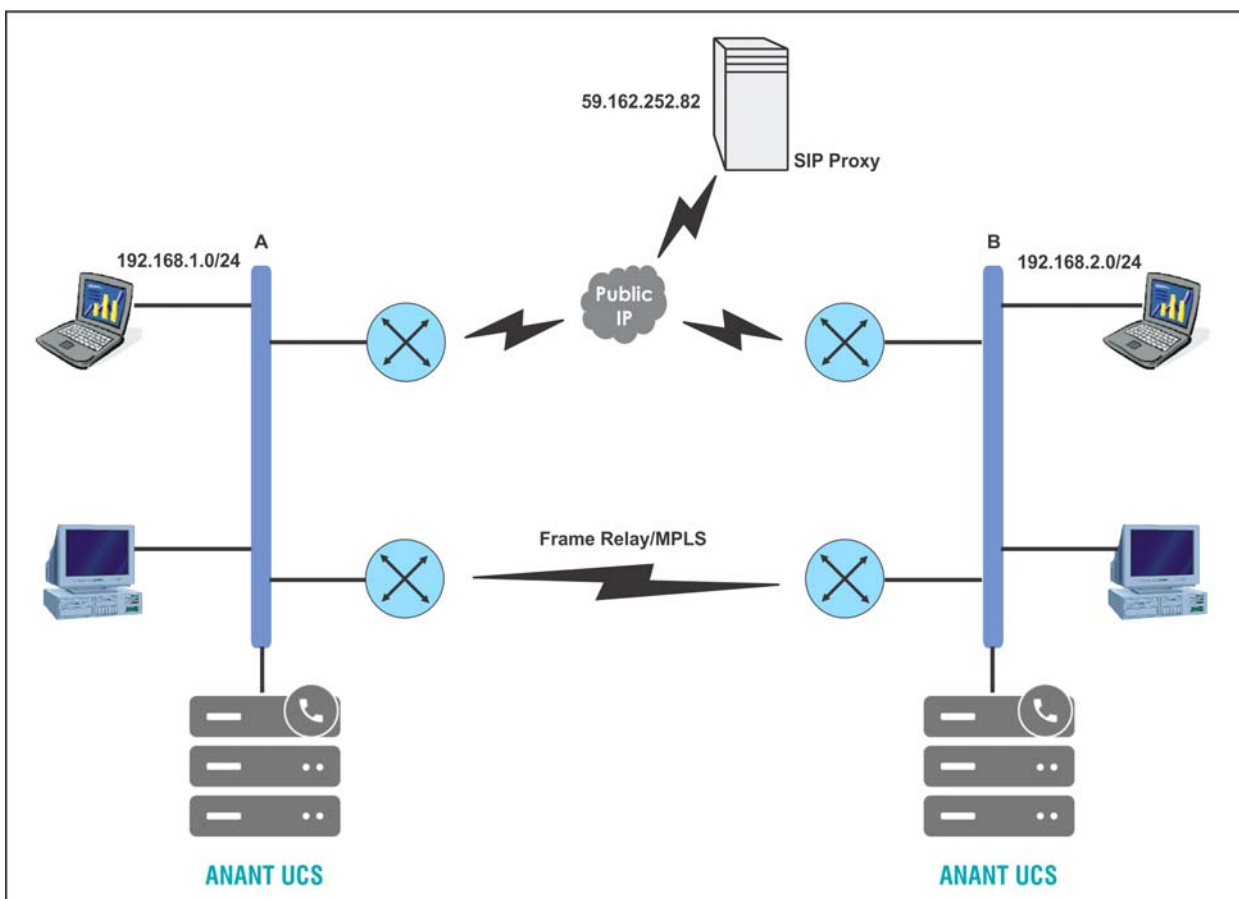 59.162.252.82
SIP Proxy
A
192.168.1.0/24
B
192.168.2.0/24
Public
IP
Frame Relay/MPLS
ANANT UCS
ANANT UCS